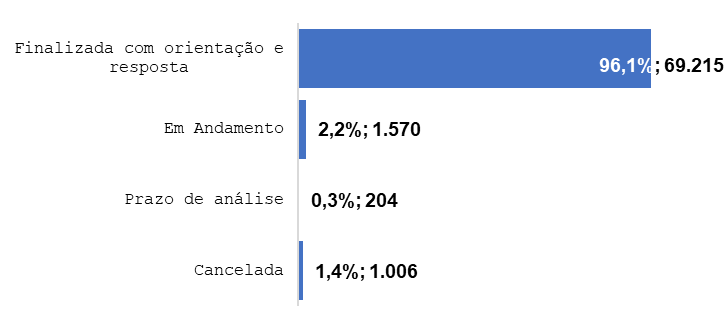 Finalizada com orientação e
resposta
96,1%; 69.215
Em Andamento
2,2%; 1.570
Prazo de análise
0,3%; 204
Cancelada
1,4%; 1.006